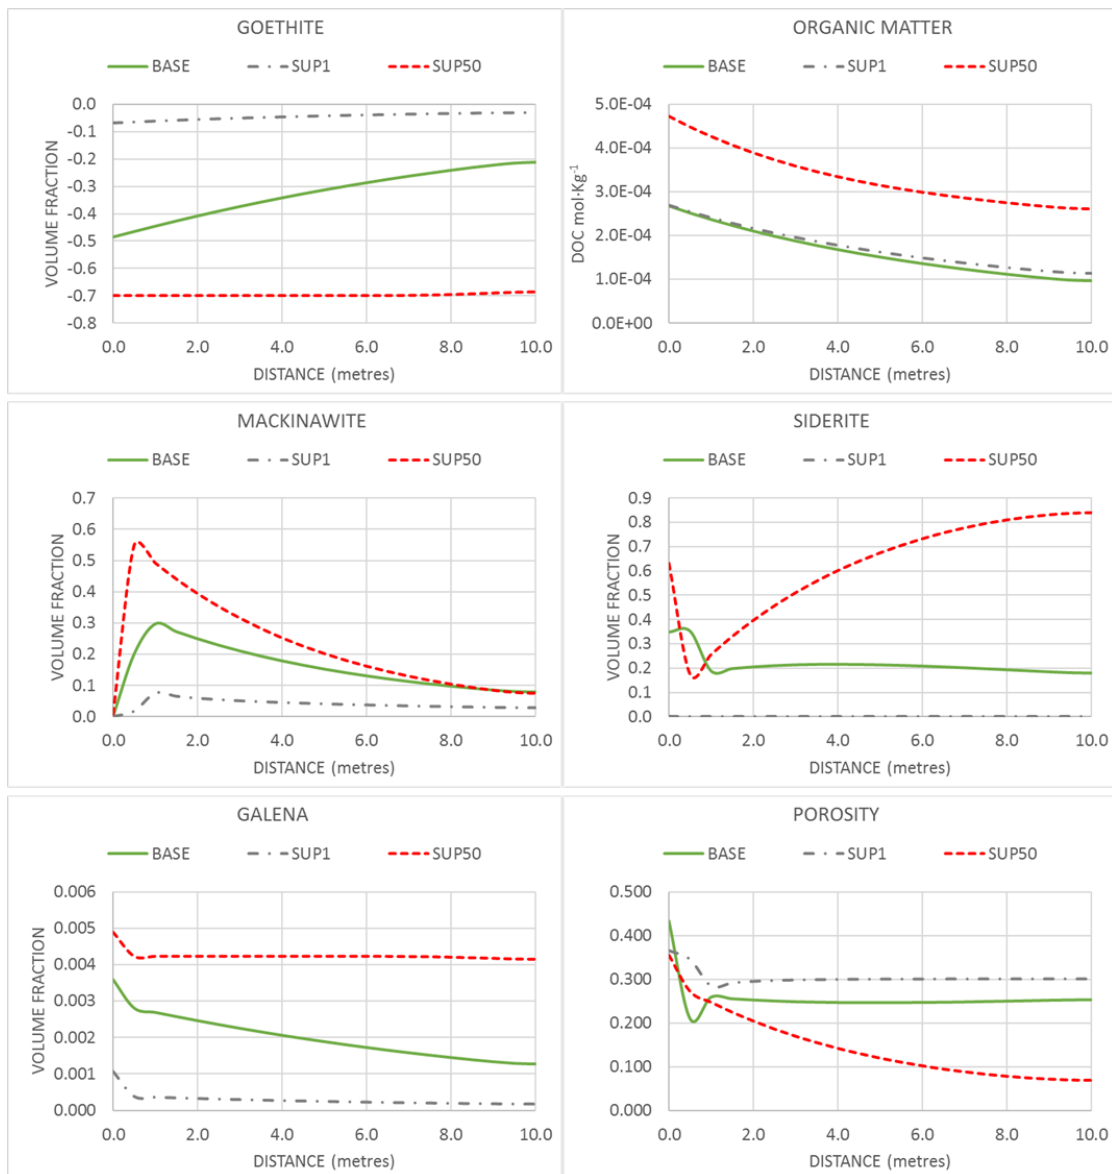 GOETHITE
BASE SUP1 SUP50
VOLUME FRACTION
0.0
-0.1
-0.2
-0.3
-0.4
-0.5
-0.6
-0.7
-0.8
0.0 2.0 4.0 6.0 8.0 10.0
DISTANCE (metres)
ORGANIC MATTER
BASE SUP1 SUP50
DOC mol·Kg⁻¹
5.0E-04
4.0E-04
3.0E-04
2.0E-04
1.0E-04
0.0E+00
0.0 2.0 4.0 6.0 8.0 10.0
DISTANCE (metres)
MACKINAWITE
BASE SUP1 SUP50
VOLUME FRACTION
0.7
0.6
0.5
0.4
0.3
0.2
0.1
0.0
0.0 2.0 4.0 6.0 8.0 10.0
DISTANCE (metres)
SIDERITE
BASE SUP1 SUP50
VOLUME FRACTION
0.9
0.8
0.7
0.6
0.5
0.4
0.3
0.2
0.1
0.0
0.0 2.0 4.0 6.0 8.0 10.0
DISTANCE (metres)
GALENA
BASE SUP1 SUP50
VOLUME FRACTION
0.006
0.005
0.004
0.003
0.002
0.001
0.000
0.0 2.0 4.0 6.0 8.0 10.0
DISTANCE (metres)
POROSITY
BASE SUP1 SUP50
VOLUME FRACTION
0.500
0.400
0.300
0.200
0.100
0.000
0.0 2.0 4.0 6.0 8.0 10.0
DISTANCE (metres)